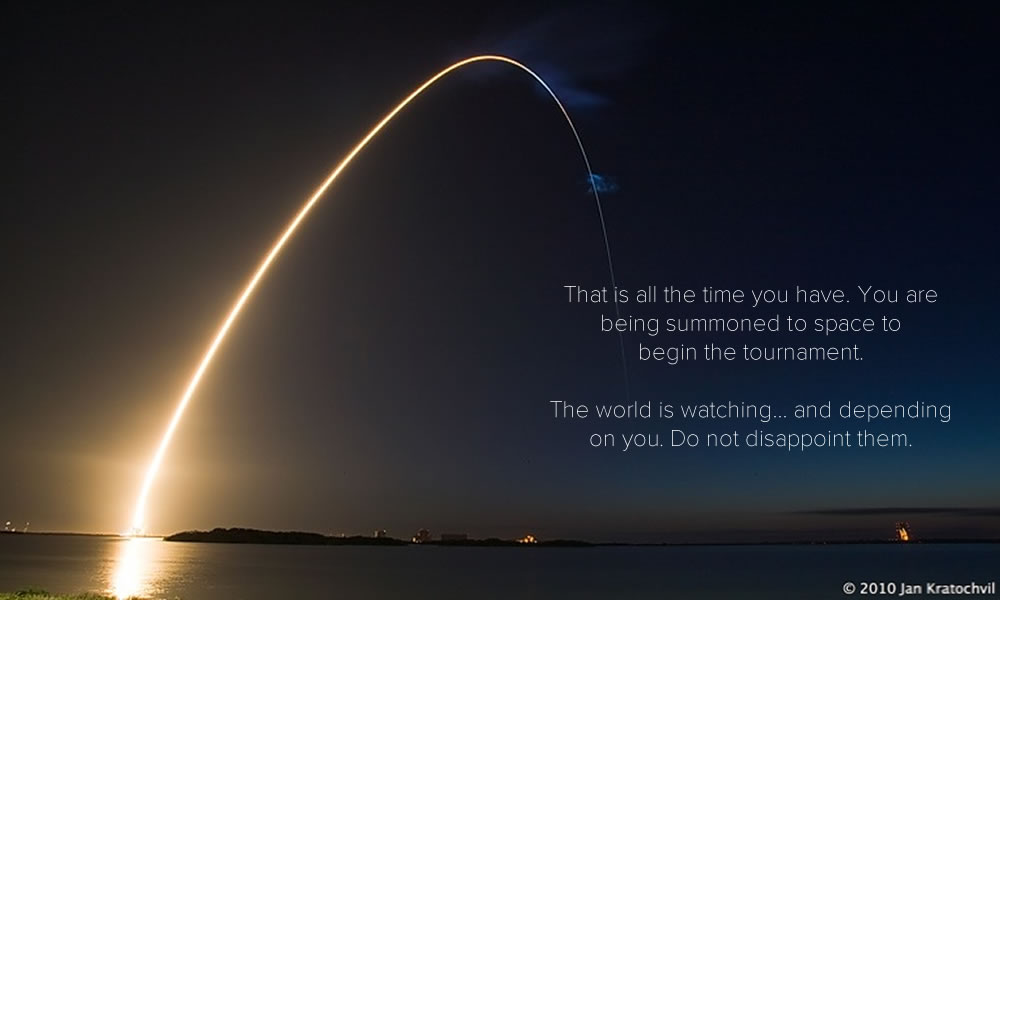 That is all the time you have. You are
being summoned to space to
begin the tournament.
The world is watching... and depending
on you. Do not disappoint them.
© 2010 Jan Kratochvil